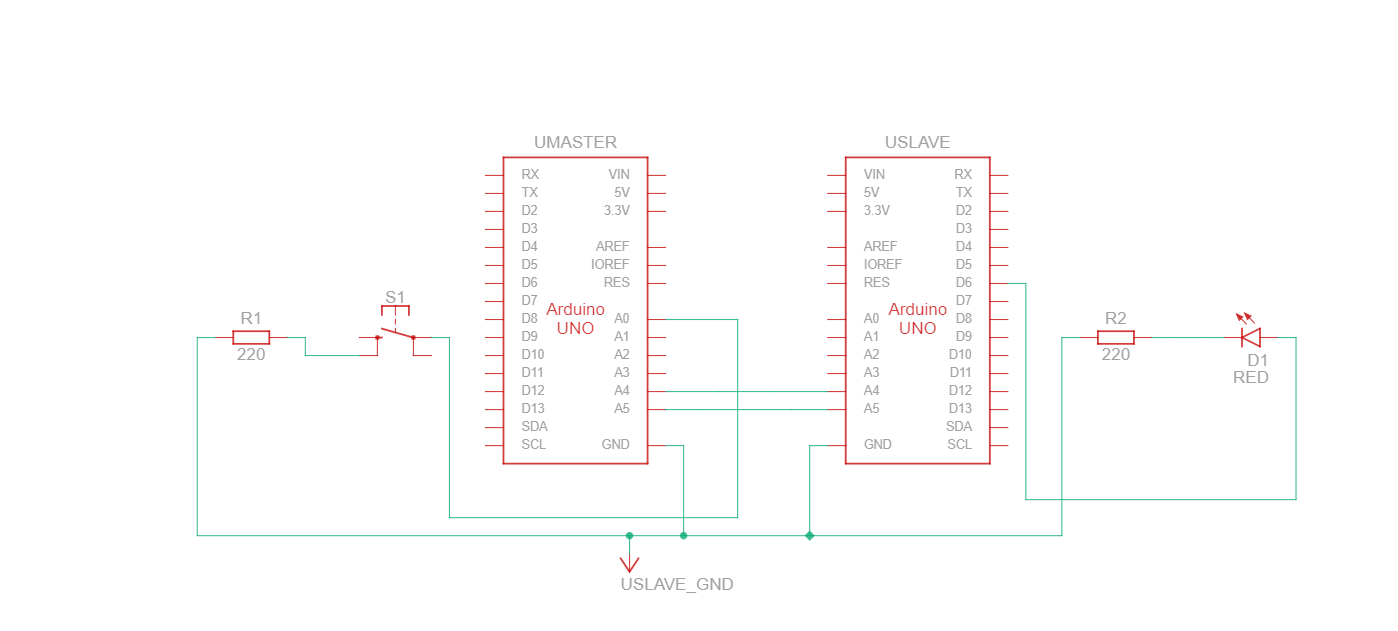 UMASTER
USLAVE
RX VIN
TX 5V
D2 3.3V
D3
D4 AREF
D5 IOREF
D6 RES
D7
D8 A0
D9 A1
D10 A2
D11 A3
D12 A4
D13 A5
SDA
SCL GND
Arduino
UNO
VIN RX
5V TX
3.3V D2
D3
AREF D4
IOREF D5
RES D6
D7
A0 D8
A1 D9
A2 D10
A3 D11
A4 D12
A5 D13
SDA
GND SCL
Arduino
UNO
S1
R1
220
R2
220
D1
RED
USLAVE_GND